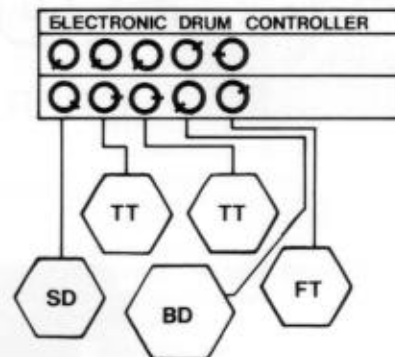 ELECTRONIC DRUM CONTROLLER
TT TT
SD BD FT